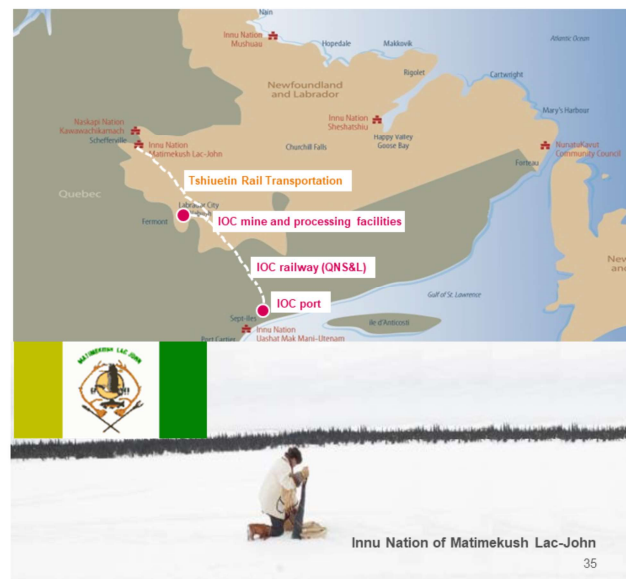 Nain
Innu Nation
Mushuau
Hopedale
Makkovik
Atlantic Ocean
Rigolet
Cartwright
Newfoundland
and Labrador
Mary's Harbour
Naskapi Nation
Kawawachikamach
Schefferville
Innu Nation
Matimekush Lac-John
Innu Nation
Sheshatshiu
Happy Valley
Goose Bay
Churchill Falls
NunatuKavut
Community Council
Forteau
Tshiuetin Rail Transportation
Quebec
Labrador City
Fermont
IOC mine and processing facilities
IOC railway (QNS&L)
Gulf of St. Lawrence
IOC port
Sept-Iles
Ile d'Anticosti
Innu Nation
Uashat Mak Mani-Utenam
Port Cartier
MATIMEKUSH LAC JOHN
Innu Nation of Matimekush Lac-John
35